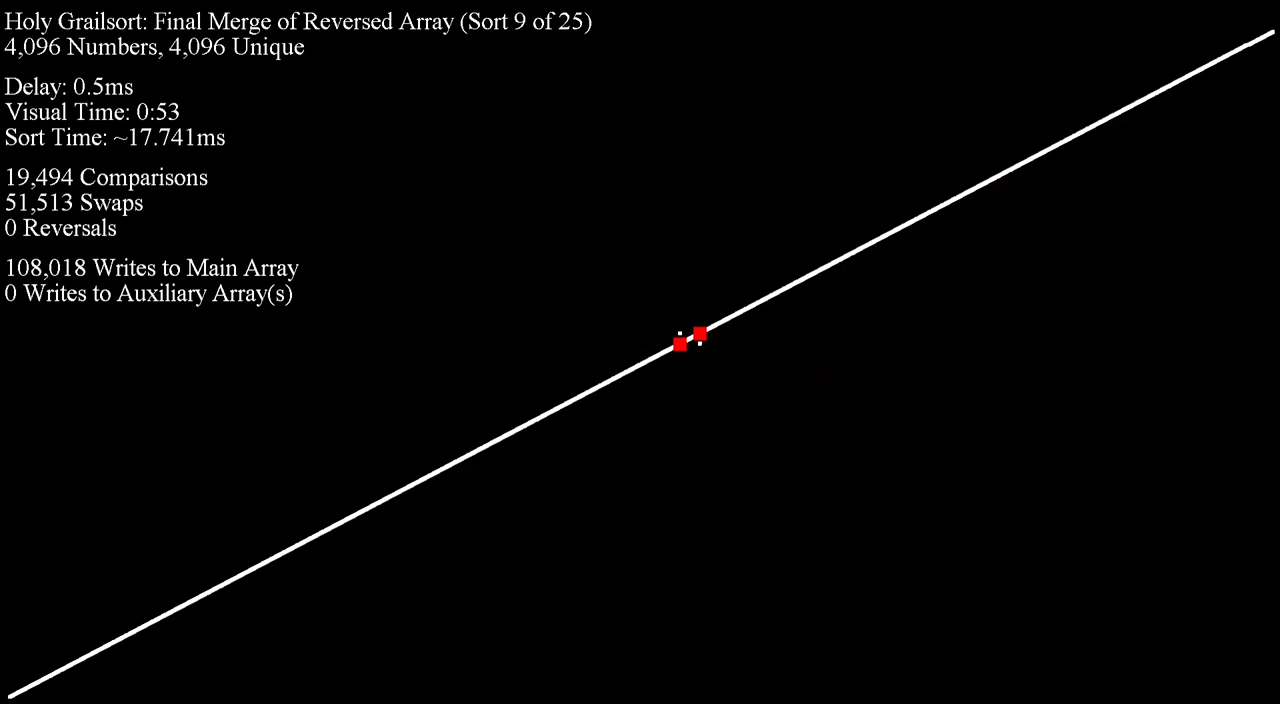 Holy Grailsort: Final Merge of Reversed Array (Sort 9 of 25)
4,096 Numbers, 4,096 Unique
Delay: 0.5ms
Visual Time: 0:53
Sort Time: ~17.741ms
19,494 Comparisons
51,513 Swaps
0 Reversals
108,018 Writes to Main Array
0 Writes to Auxiliary Array(s)